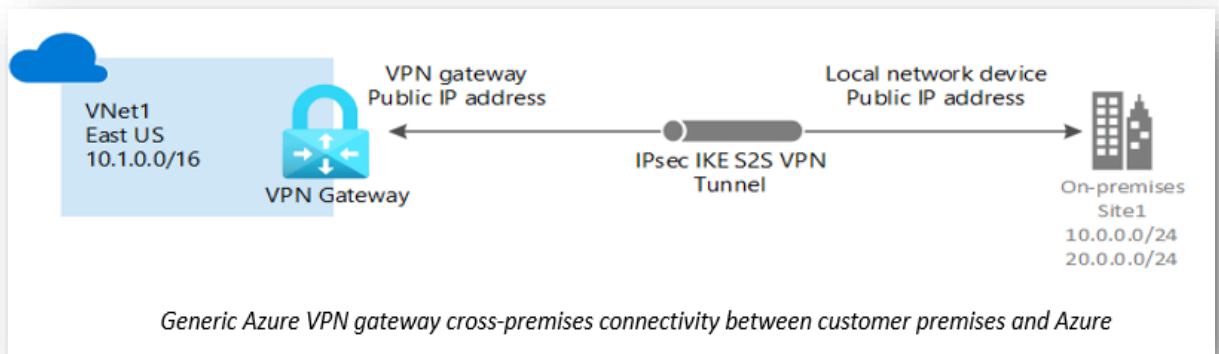 VNet1
East US
10.1.0.0/16
VPN Gateway
VPN gateway
Public IP address
IPsec IKE S2S VPN
Tunnel
Local network device
Public IP address
On-premises
Site1
10.0.0.0/24
20.0.0.0/24
Generic Azure VPN gateway cross-premises connectivity between customer premises and Azure